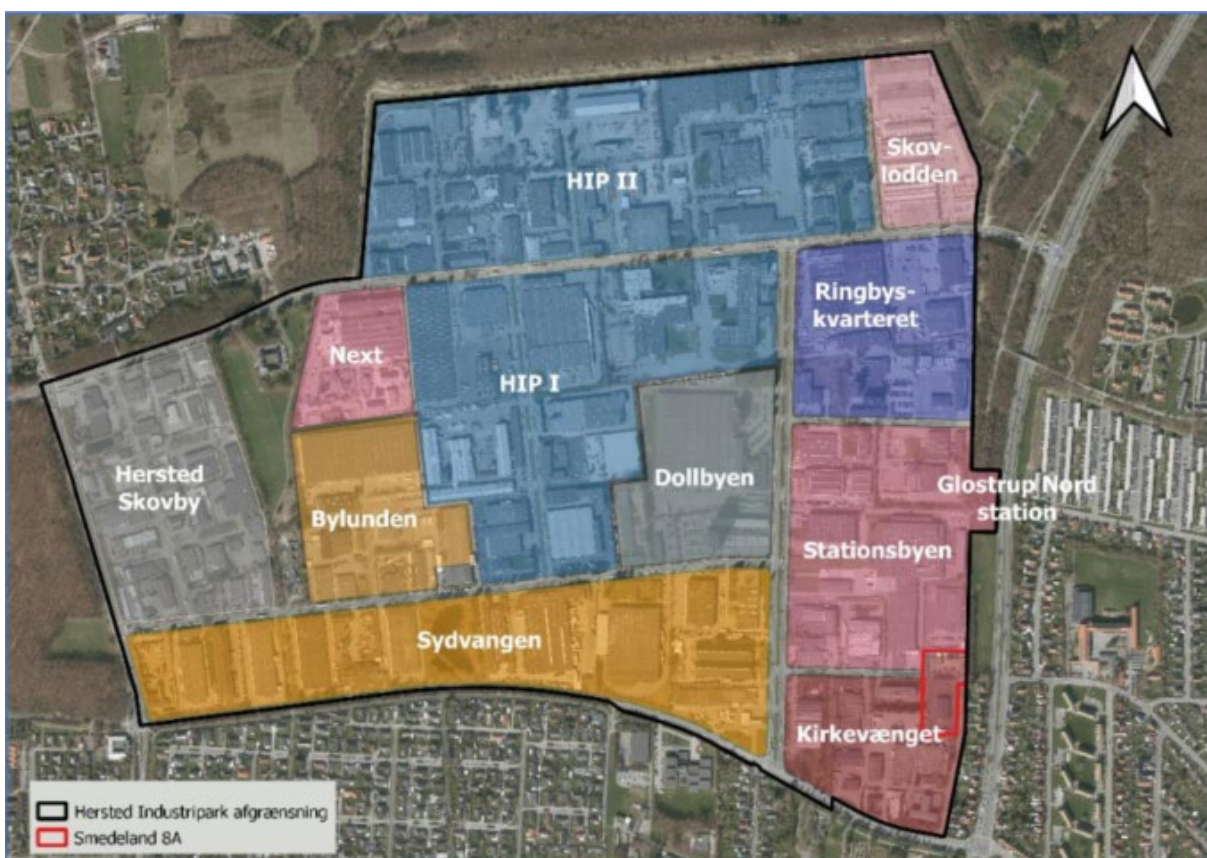 HIP II
Skov-
lodden
Ringbys-
kvarteret
Next
HIP I
Hersted
Skovby
Dollbyen
Glostrup Nord
station
Bylunden
Stationsbyen
Sydvangen
Kirkevænget
Hersted Industripark afgrænsning
Smedeland 8A